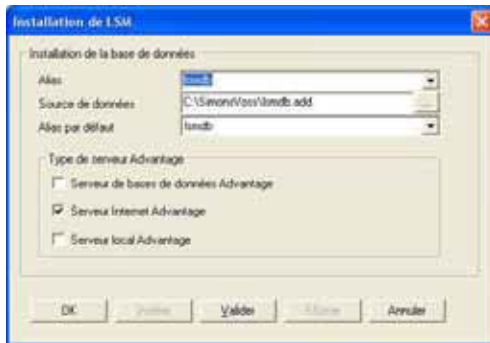 Installation de LSM
Installation de la base de données
Alias lsmdb
Source de données C:\SimonsVoss\lsmdb.add ...
Alias par défaut lsmdb
Type de serveur Advantage
Serveur de bases de données Advantage
Serveur Internet Advantage
Serveur local Advantage
OK Valider Annuler